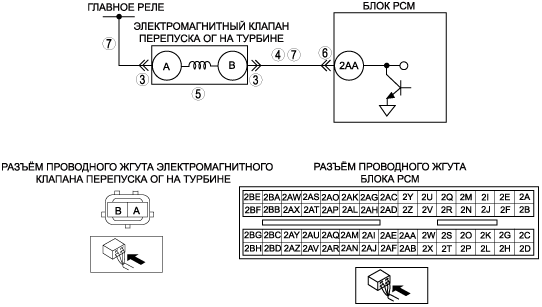 ГЛАВНОЕ РЕЛЕ
БЛОК PCM
ЭЛЕКТРОМАГНИТНЫЙ КЛАПАН
ПЕРЕПУСКА ОГ НА ТУРБИНЕ
7
A
B
4 7
6
2AA
3
3
5
РАЗЪЁМ ПРОВОДНОГО ЖГУТА ЭЛЕКТРОМАГНИТНОГО
КЛАПАНА ПЕРЕПУСКА ОГ НА ТУРБИНЕ
B A
РАЗЪЁМ ПРОВОДНОГО ЖГУТА
БЛОКА PCM
2BE 2BA 2AW 2AS 2AO 2AK 2AG 2AC 2Y 2U 2Q 2M 2I 2E 2A
2BF 2BB 2AX 2AT 2AP 2AL 2AH 2AD 2Z 2V 2R 2N 2J 2F 2B
2BG 2BC 2AY 2AU 2AQ 2AM 2AI 2AE 2AA 2W 2S 2O 2K 2G 2C
2BH 2BD 2AZ 2AV 2AR 2AN 2AJ 2AF 2AB 2X 2T 2P 2L 2H 2D